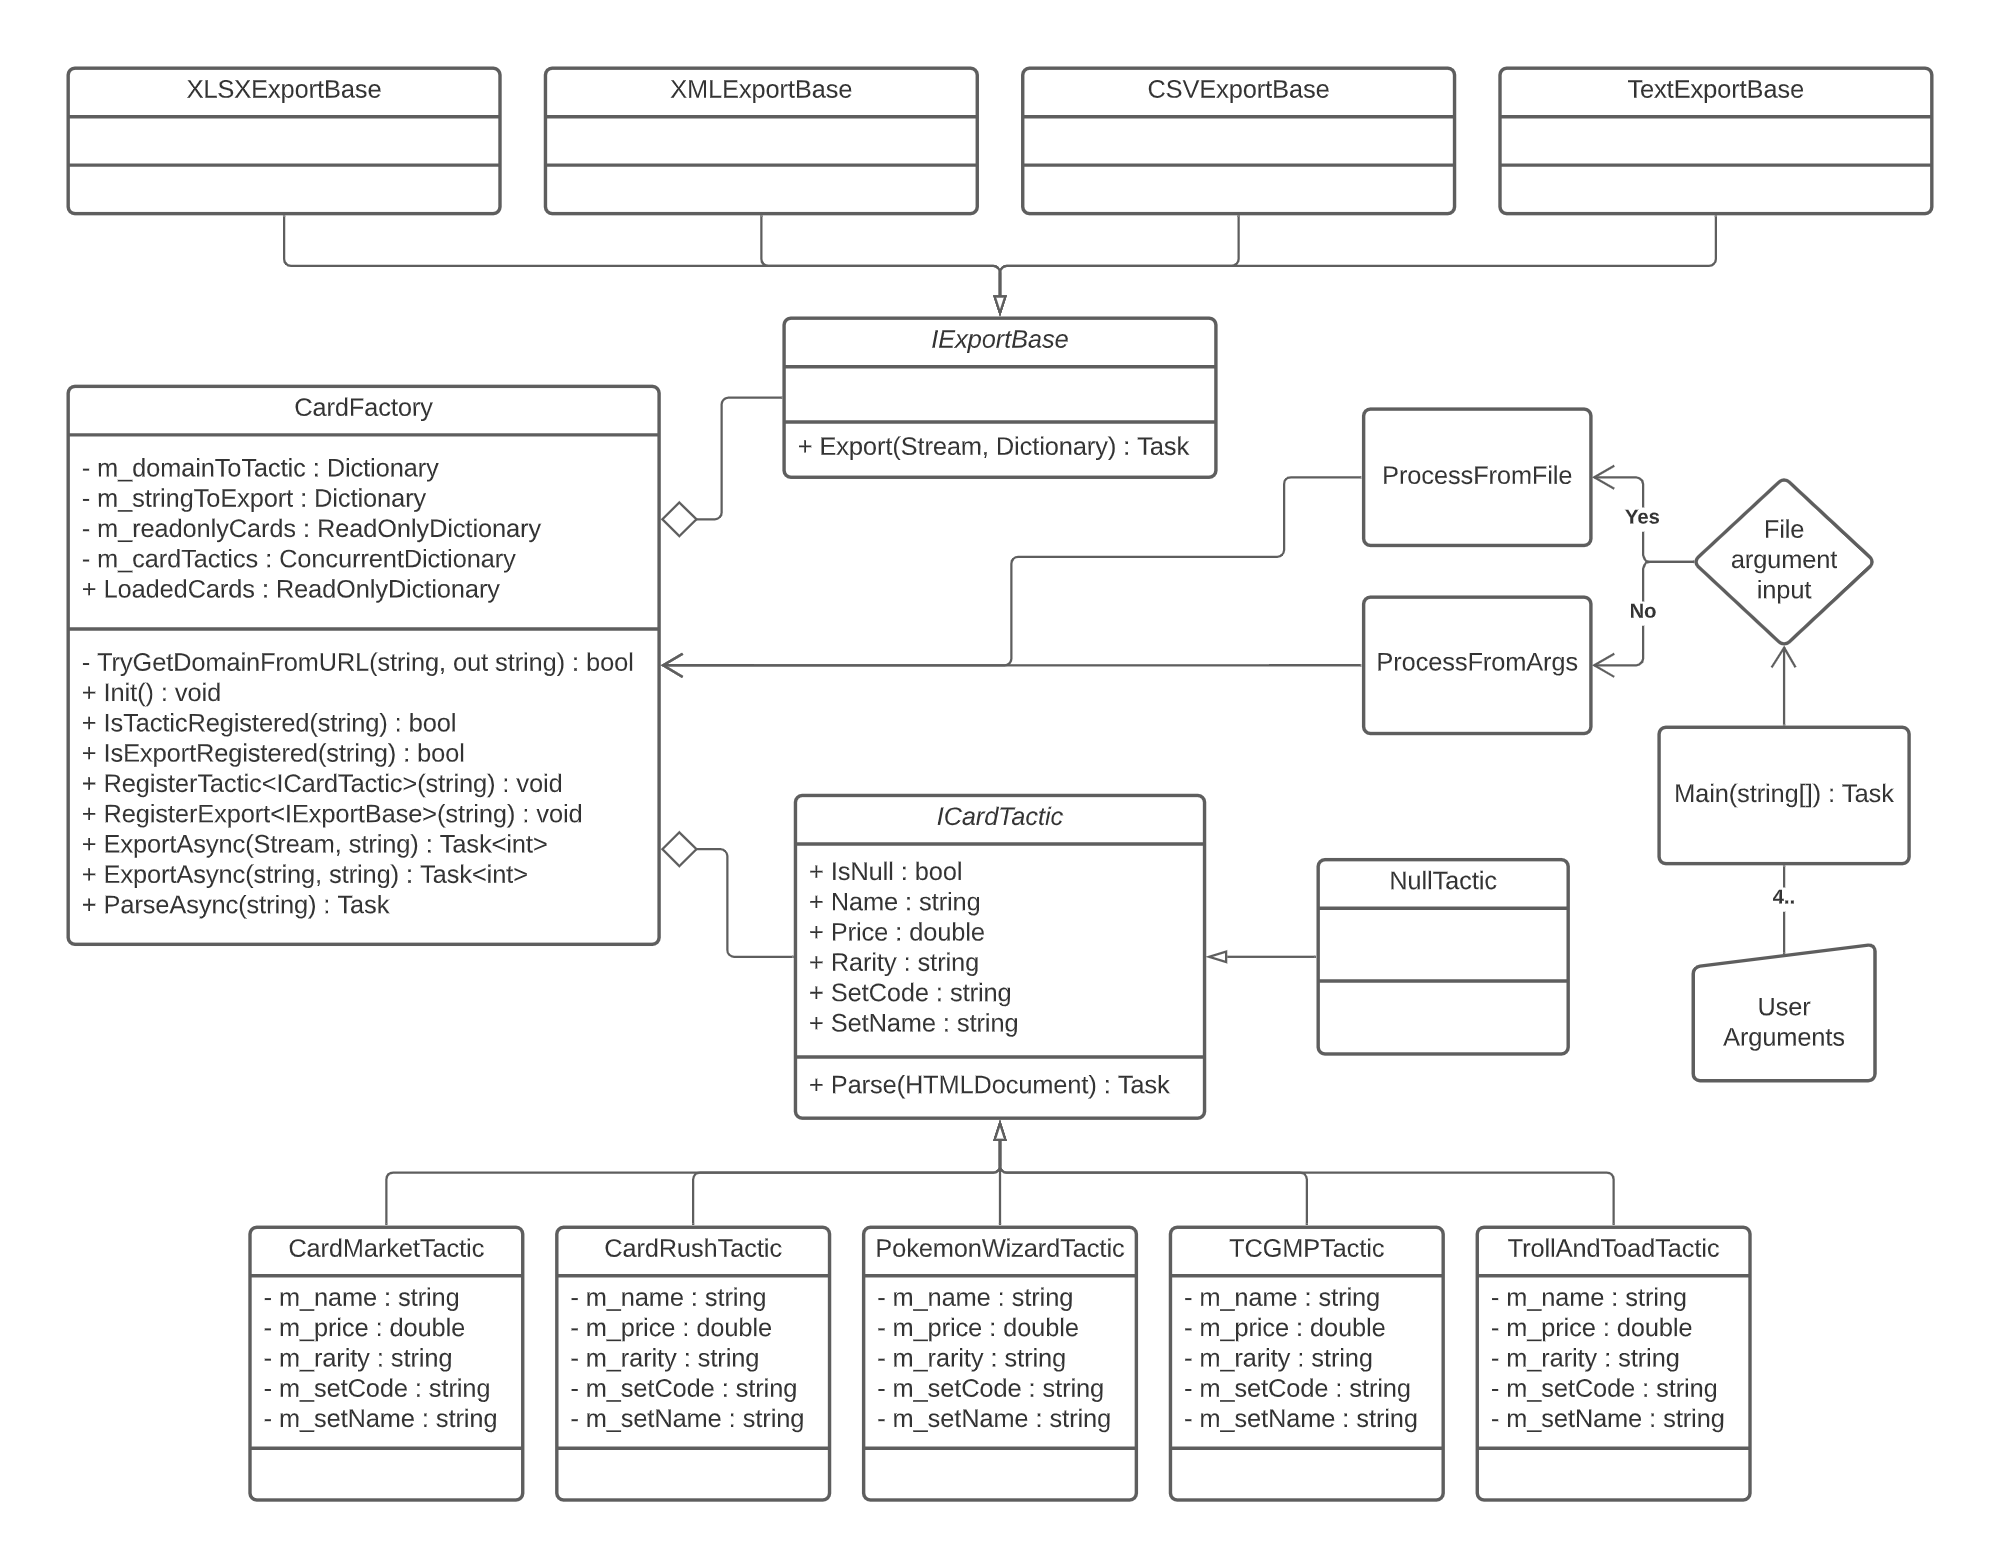 XLSXExportBase
XMLExportBase
CSVExportBase
TextExportBase
IExportBase
+ Export(Stream, Dictionary) : Task
CardFactory
- m_domainToTactic : Dictionary
- m_stringToExport : Dictionary
- m_readonlyCards : ReadOnlyDictionary
- m_cardTactics : ConcurrentDictionary
+ LoadedCards : ReadOnlyDictionary
- TryGetDomainFromURL(string, out string) : bool
+ Init() : void
+ IsTacticRegistered(string) : bool
+ IsExportRegistered(string) : bool
+ RegisterTactic<ICardTactic>(string) : void
+ RegisterExport<IExportBase>(string) : void
+ ExportAsync(Stream, string) : Task<int>
+ ExportAsync(string, string) : Task<int>
+ ParseAsync(string) : Task
ProcessFromFile
Yes
File
argument
input
No
ProcessFromArgs
Main(string[]) : Task
4..
User
Arguments
ICardTactic
+ IsNull : bool
+ Name : string
+ Price : double
+ Rarity : string
+ SetCode : string
+ SetName : string
+ Parse(HTMLDocument) : Task
NullTactic
CardMarketTactic
- m_name : string
- m_price : double
- m_rarity : string
- m_setCode : string
- m_setName : string
CardRushTactic
- m_name : string
- m_price : double
- m_rarity : string
- m_setCode : string
- m_setName : string
PokemonWizardTactic
- m_name : string
- m_price : double
- m_rarity : string
- m_setCode : string
- m_setName : string
TCGMPTactic
- m_name : string
- m_price : double
- m_rarity : string
- m_setCode : string
- m_setName : string
TrollAndToadTactic
- m_name : string
- m_price : double
- m_rarity : string
- m_setCode : string
- m_setName : string